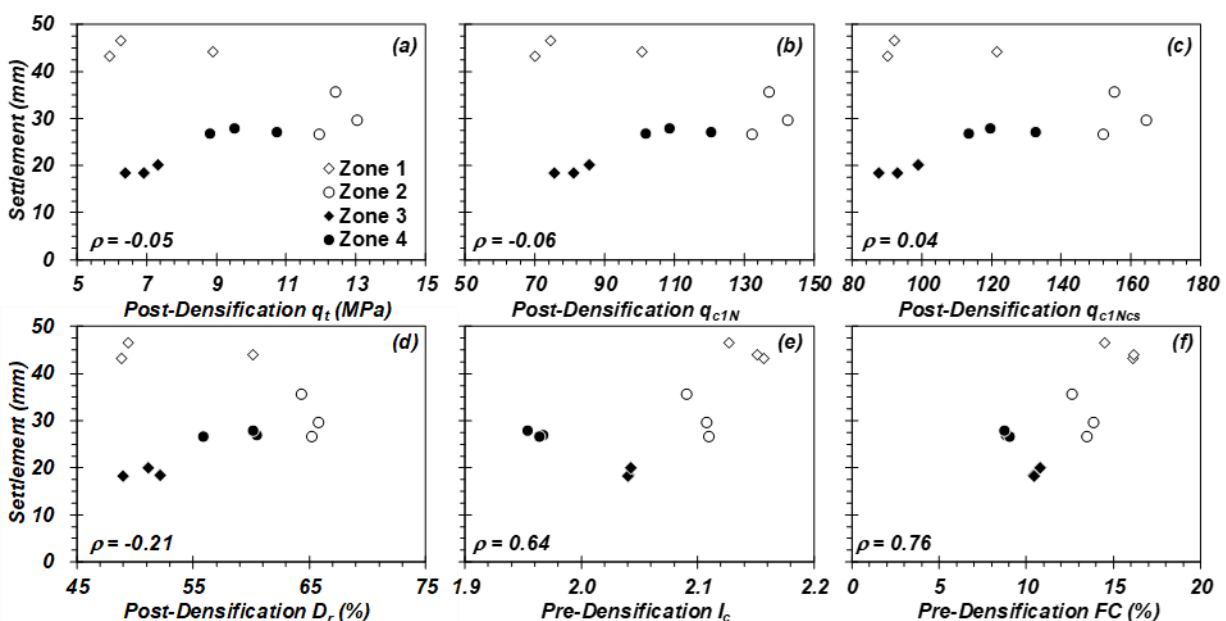 50
40
30
20
10
0
Settlement (mm)
(a)
◇ Zone 1
○ Zone 2
◆ Zone 3
● Zone 4
ρ = -0.05
5 7 9 11 13 15
Post-Densification qt (MPa)
(b)
ρ = -0.06
50 70 90 110 130 150
Post-Densification qc1N
(c)
ρ = 0.04
80 100 120 140 160 180
Post-Densification qc1Ncs
50
40
30
20
10
0
Settlement (mm)
(d)
ρ = -0.21
45 55 65 75
Post-Densification Dr (%)
(e)
ρ = 0.64
1.9 2.0 2.1 2.2
Pre-Densification Ic
(f)
ρ = 0.76
0 5 10 15 20
Pre-Densification FC (%)